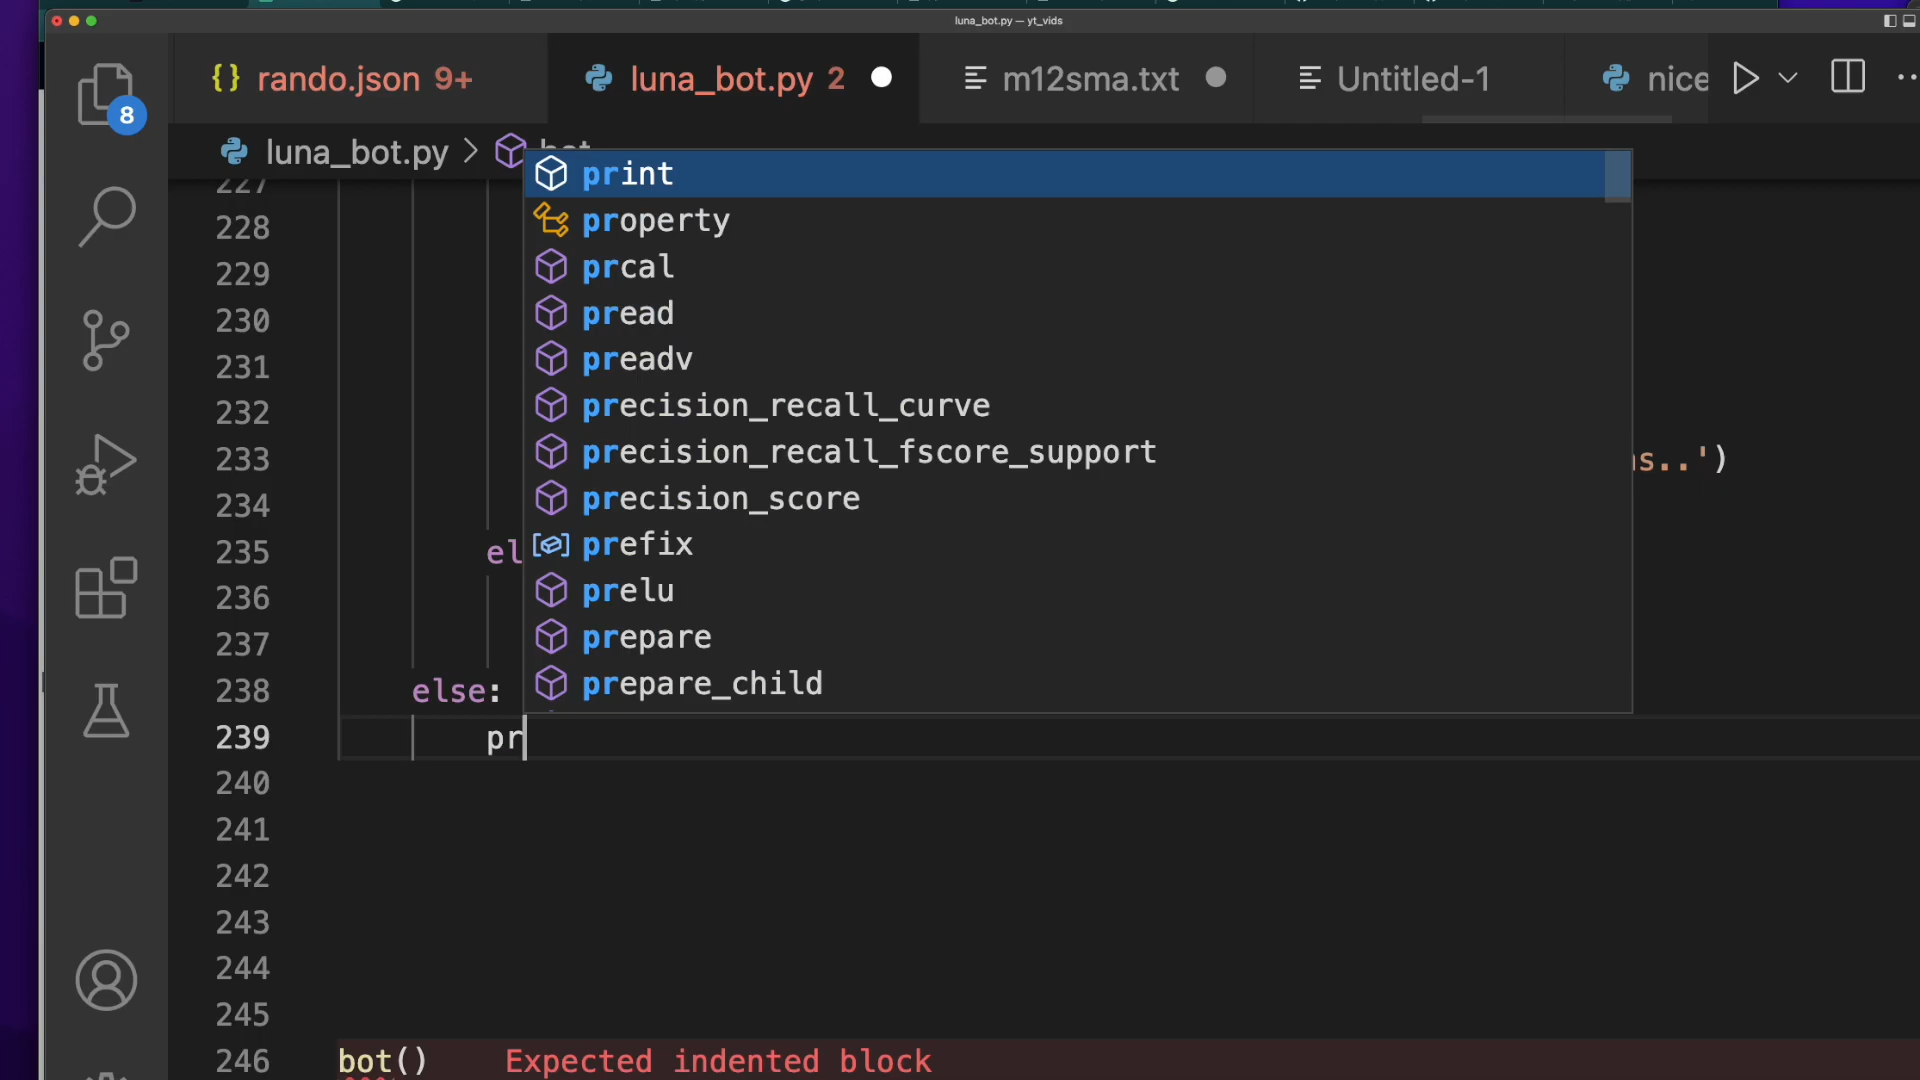 luna_bot.py — yt_vids
{} rando.json 9+
luna_bot.py 2
m12sma.txt
Untitled-1
nice
8
luna_bot.py > bot
227
228
229
230
231
232
233 s..')
234
235 el
236
237
238 else:
239 pr
240
241
242
243
244
245
246 bot() Expected indented block
print
property
prcal
pread
preadv
precision_recall_curve
precision_recall_fscore_support
precision_score
prefix
prelu
prepare
prepare_child